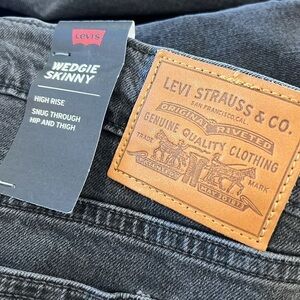 Levi's
WEDGIE
SKINNY
HIGH RISE
SNUG THROUGH
HIP AND THIGH
LEVI STRAUSS & CO.
SAN FRANCISCO, CAL.
ORIGINAL RIVETED
GENUINE QUALITY CLOTHING
TRADE MARK